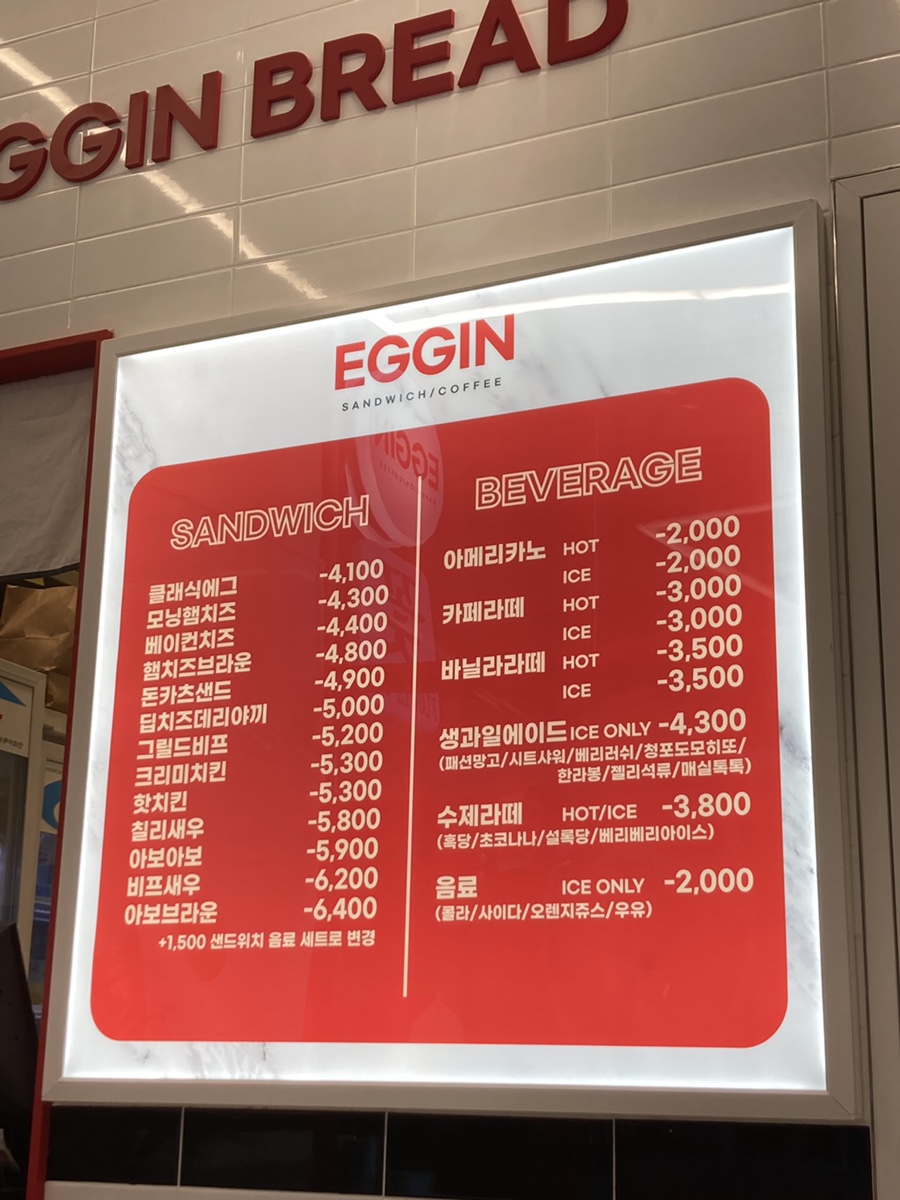 EGGIN BREAD
EGGIN
SANDWICH/COFFEE
SANDWICH
클래식에그 -4,100
모닝햄치즈 -4,300
베이컨치즈 -4,400
햄치즈브라운 -4,800
돈카츠샌드 -4,900
딥치즈데리야끼 -5,000
그릴드비프 -5,200
크리미치킨 -5,300
핫치킨 -5,300
칠리새우 -5,800
아보아보 -5,900
비프새우 -6,200
아보브라운 -6,400
+1,500 샌드위치 음료 세트로 변경
BEVERAGE
아메리카노 HOT -2,000
ICE -2,000
카페라떼 HOT -3,000
ICE -3,000
바닐라라떼 HOT -3,500
ICE -3,500
생과일에이드 ICE ONLY -4,300
(패션망고/시트샤워/베리러쉬/청포도모히또/
한라봉/젤리석류/매실톡톡)
수제라떼 HOT/ICE -3,800
(흑당/초코나나/설록당/베리베리아이스)
음료 ICE ONLY -2,000
(콜라/사이다/오렌지쥬스/우유)